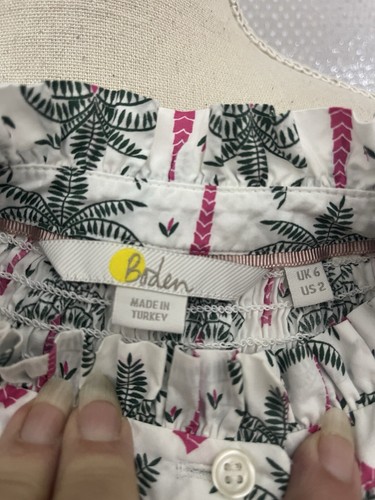 Boden
MADE IN
TURKEY
UK 6
US 2